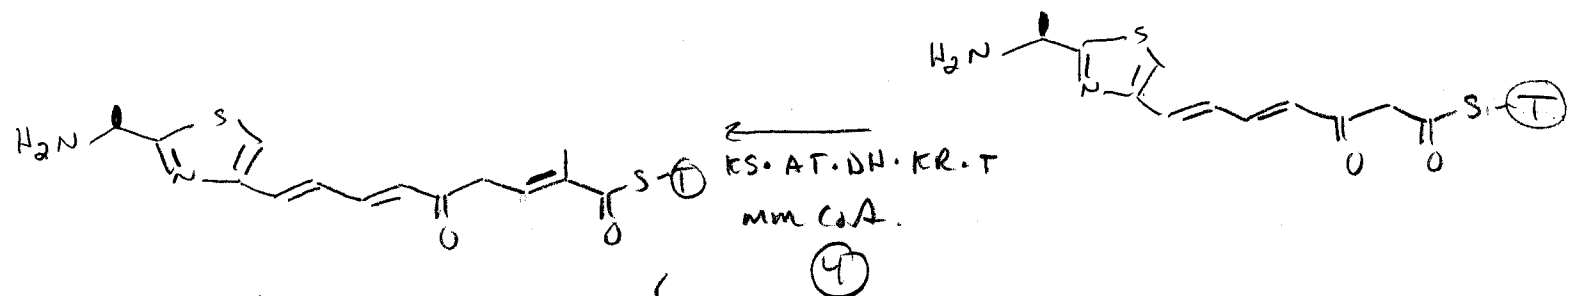 H₂N S N O O S T
KS·AT·DH·KR·T
mm CoA.
4
H₂N S N O O S T